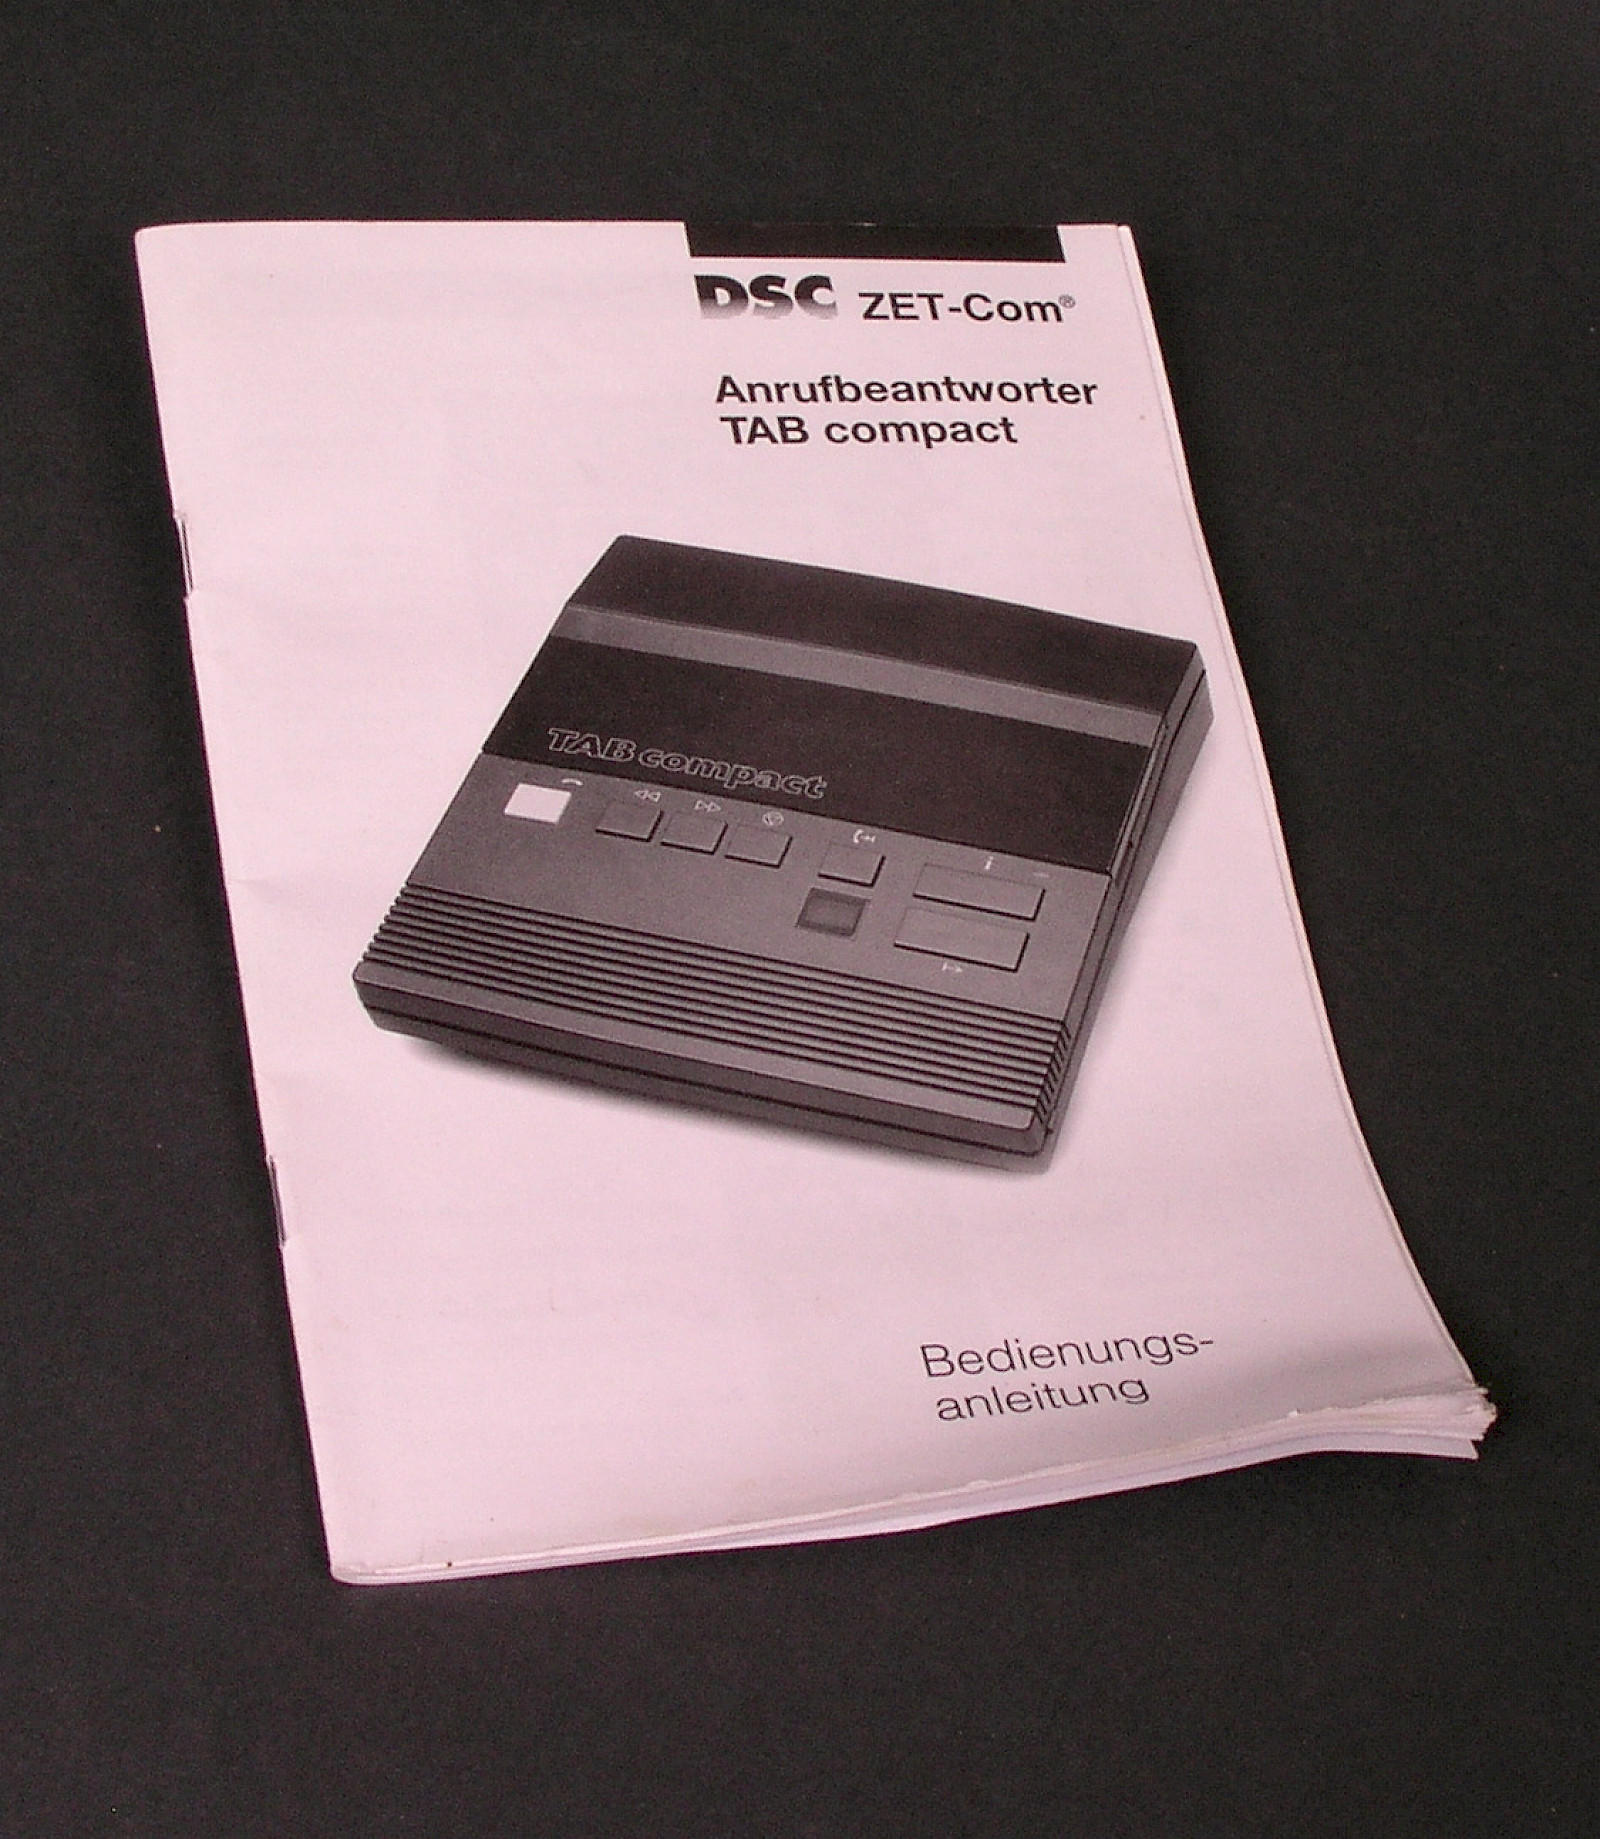 DSC ZET-Com®
Anrufbeantworter
TAB compact
TAB compact
i
Bedienungs-
anleitung